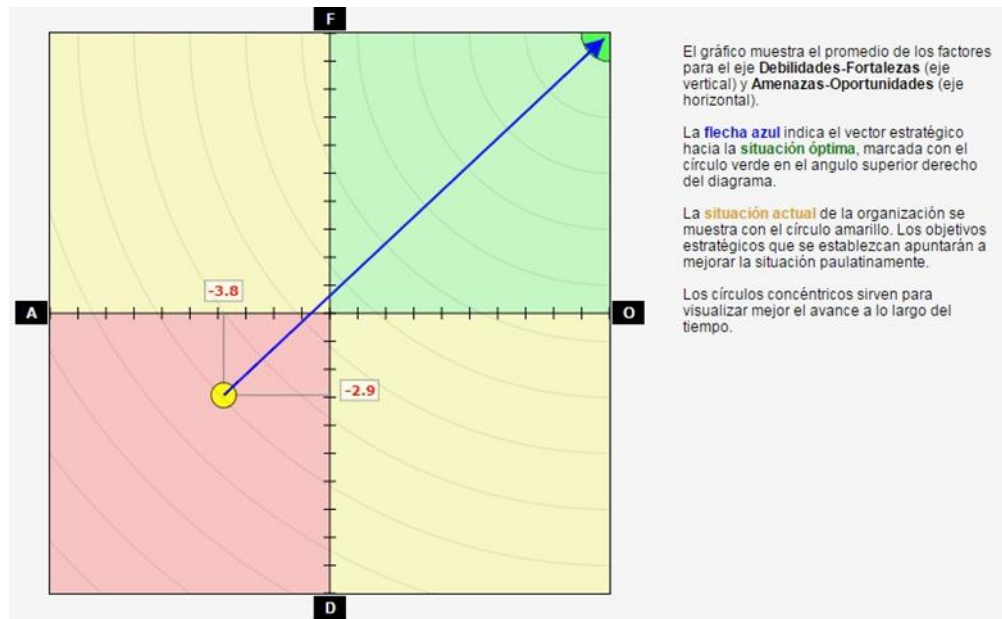 F
A
O
D
-3.8
-2.9
El gráfico muestra el promedio de los factores
para el eje Debilidades-Fortalezas (eje
vertical) y Amenazas-Oportunidades (eje
horizontal).
La flecha azul indica el vector estratégico
hacia la situación óptima, marcada con el
círculo verde en el angulo superior derecho
del diagrama.
La situación actual de la organización se
muestra con el círculo amarillo. Los objetivos
estratégicos que se establezcan apuntarán a
mejorar la situación paulatinamente.
Los círculos concéntricos sirven para
visualizar mejor el avance a lo largo del
tiempo.